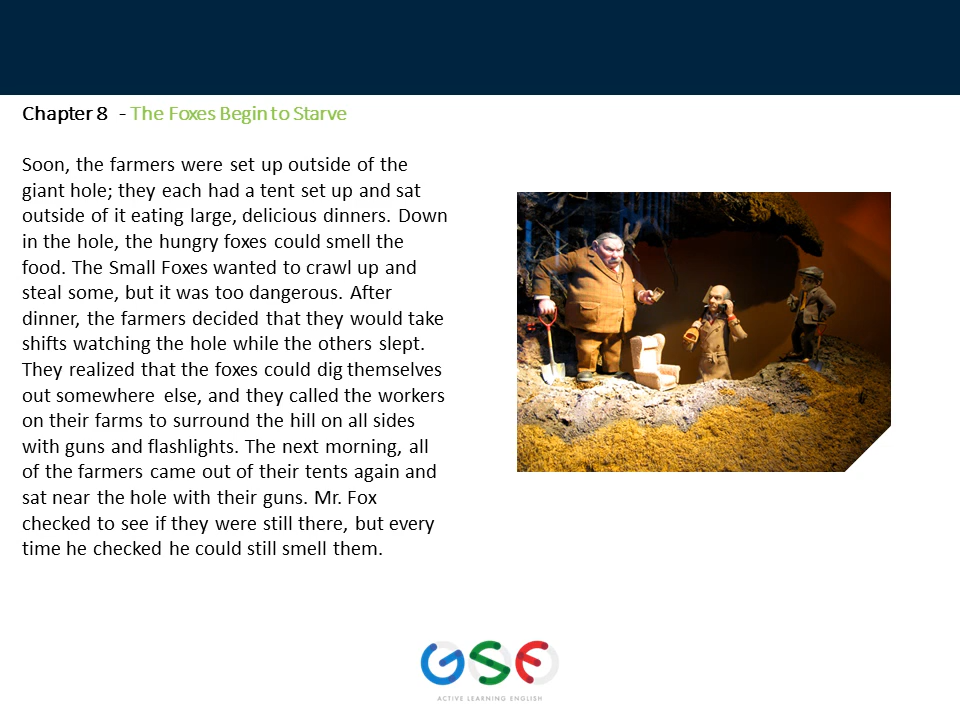 Chapter 8 - The Foxes Begin to Starve
Soon, the farmers were set up outside of the
giant hole; they each had a tent set up and sat
outside of it eating large, delicious dinners. Down
in the hole, the hungry foxes could smell the
food. The Small Foxes wanted to crawl up and
steal some, but it was too dangerous. After
dinner, the farmers decided that they would take
shifts watching the hole while the others slept.
They realized that the foxes could dig themselves
out somewhere else, and they called the workers
on their farms to surround the hill on all sides
with guns and flashlights. The next morning, all
of the farmers came out of their tents again and
sat near the hole with their guns. Mr. Fox
checked to see if they were still there, but every
time he checked he could still smell them.
GSE
ACTIVE LEARNING ENGLISH